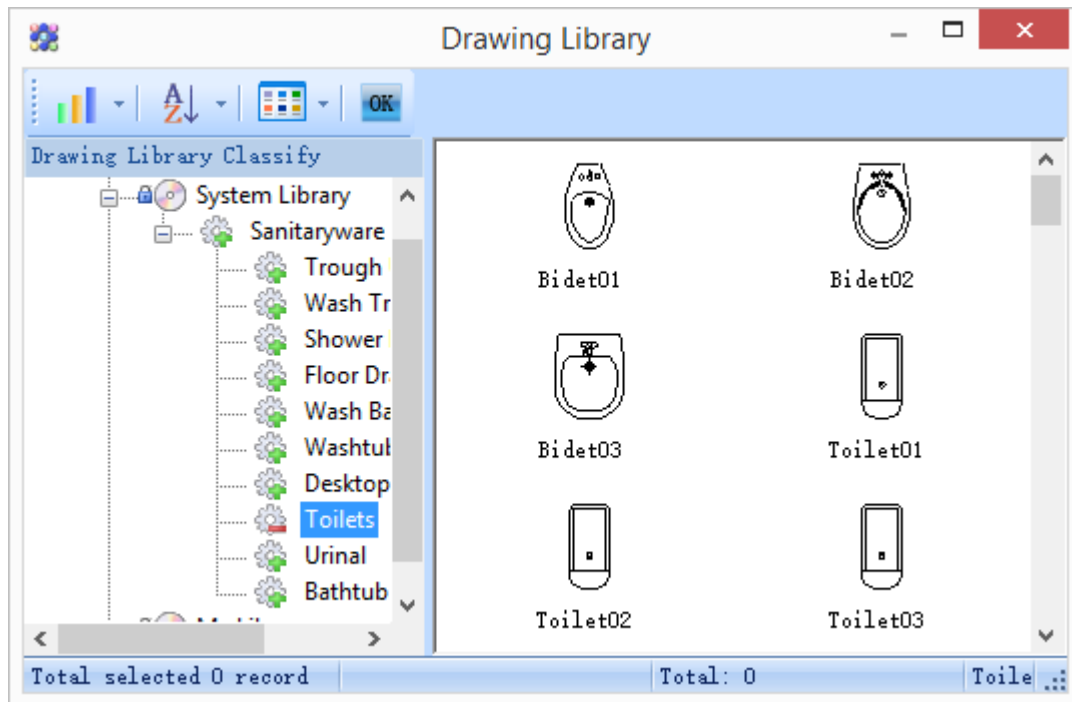 Drawing Library
A
Z
OK
Drawing Library Classify
System Library
Sanitaryware
Trough
Wash Tr
Shower
Floor Dr
Wash Ba
Washtub
Desktop
Toilets
Urinal
Bathtub
Bidet01 Bidet02
Bidet03 Toilet01
Toilet02 Toilet03
Total selected 0 record Total: 0 Toile